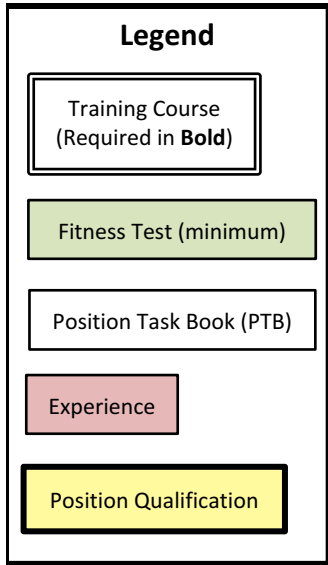 Legend
Training Course
(Required in Bold)
Fitness Test (minimum)
Position Task Book (PTB)
Experience
Position Qualification